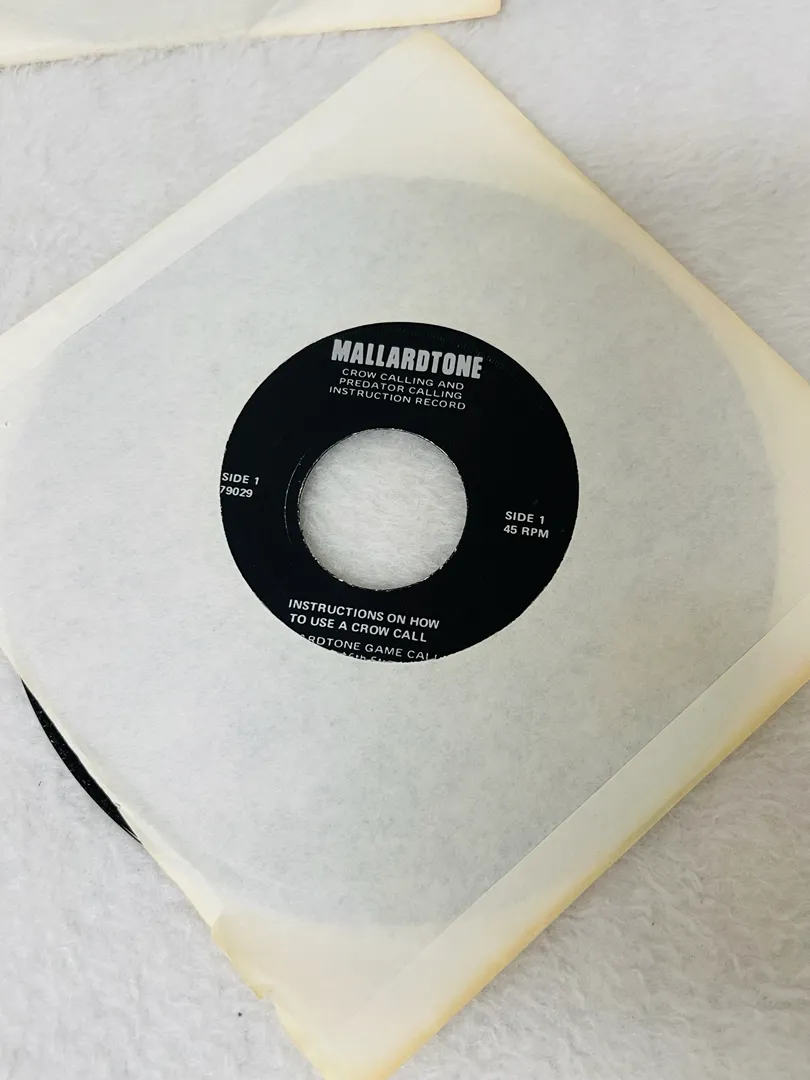 MALLARDTONE
CROW CALLING AND
PREDATOR CALLING
INSTRUCTION RECORD
SIDE 1
79029
SIDE 1
45 RPM
INSTRUCTIONS ON HOW
TO USE A CROW CALL
GAME